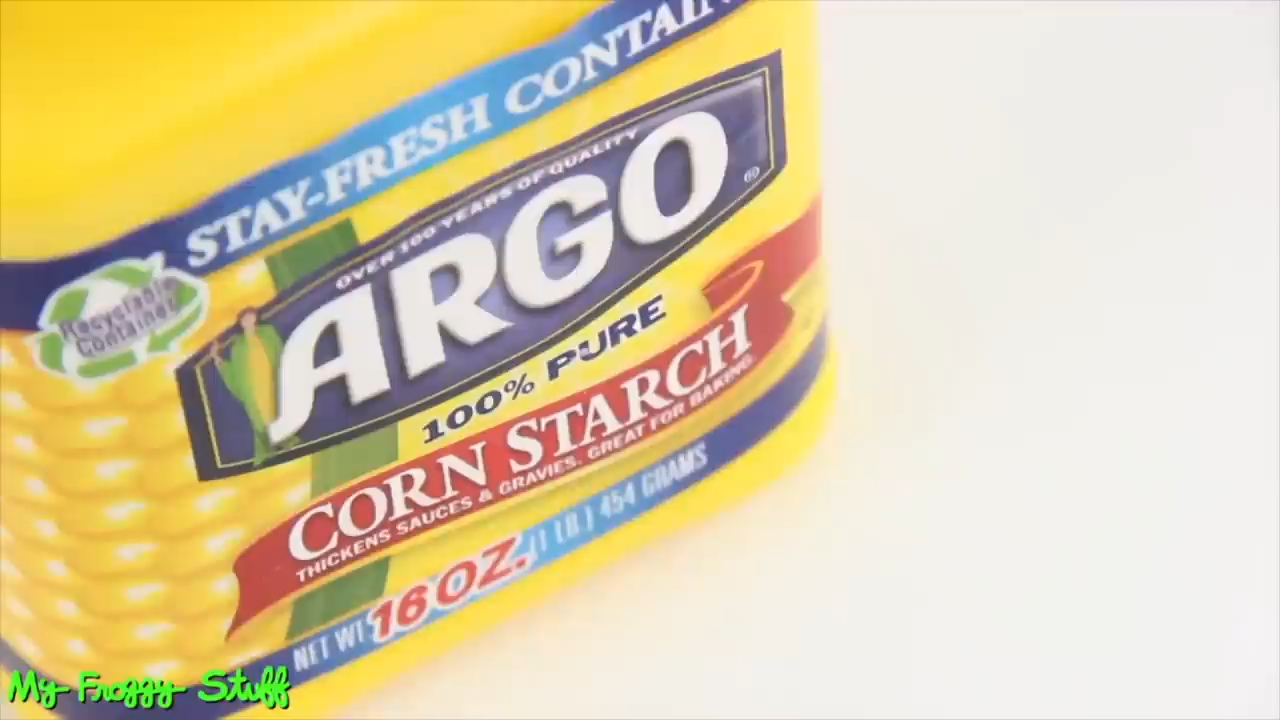 STAY-FRESH CONTAIN
OVER 100 YEARS OF QUALITY
ARGO
®
Recyclable
Container
100% PURE
CORN STARCH
THICKENS SAUCES & GRAVIES. GREAT FOR BAKING.
NET WT. 16 OZ. (1 LB.) 454 GRAMS
My Froggy Stuff